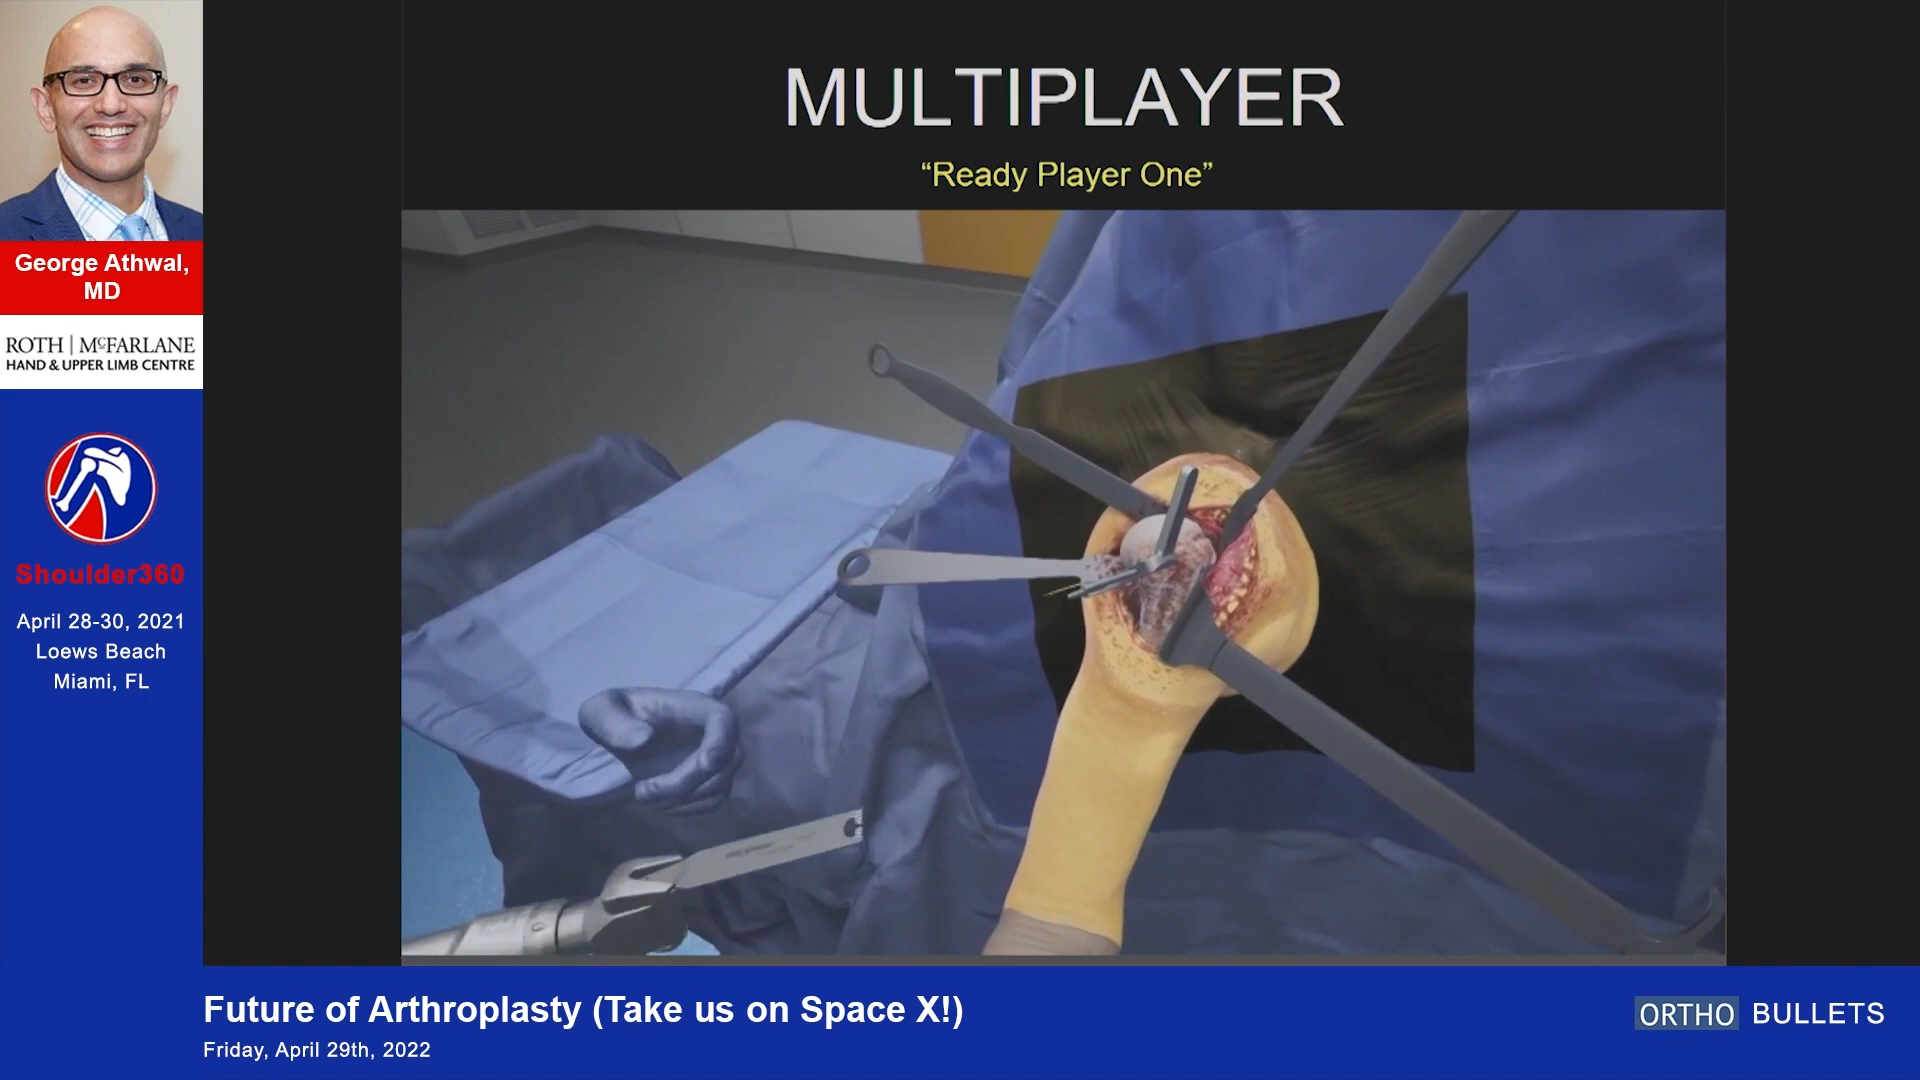 MULTIPLAYER
“Ready Player One”
George Athwal,
MD
ROTH | MCFARLANE
HAND & UPPER LIMB CENTRE
Shoulder360
April 28-30, 2021
Loews Beach
Miami, FL
Future of Arthroplasty (Take us on Space X!)
Friday, April 29th, 2022
ORTHO BULLETS